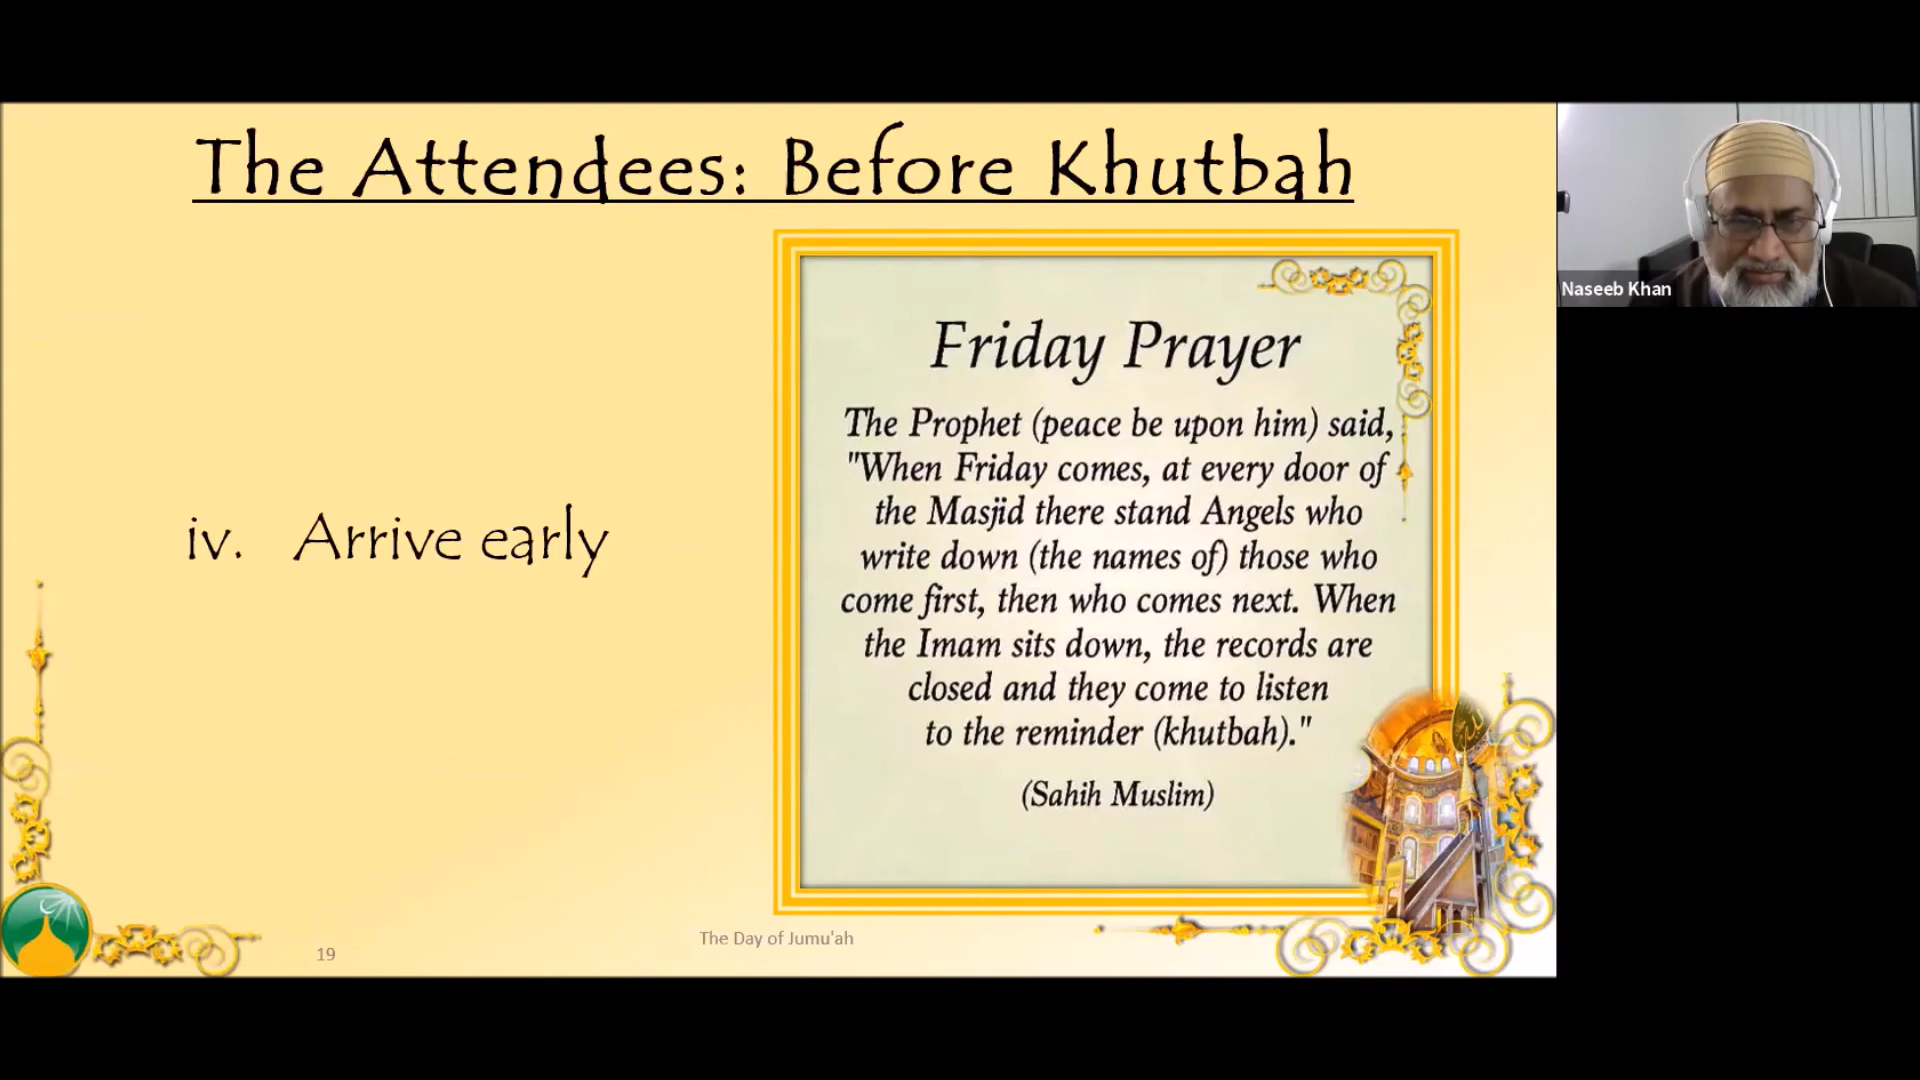 The Attendees: Before Khutbah
iv. Arrive early
Friday Prayer
The Prophet (peace be upon him) said,
"When Friday comes, at every door of
the Masjid there stand Angels who
write down (the names of) those who
come first, then who comes next. When
the Imam sits down, the records are
closed and they come to listen
to the reminder (khutbah)."
(Sahih Muslim)
19
The Day of Jumu'ah
Naseeb Khan